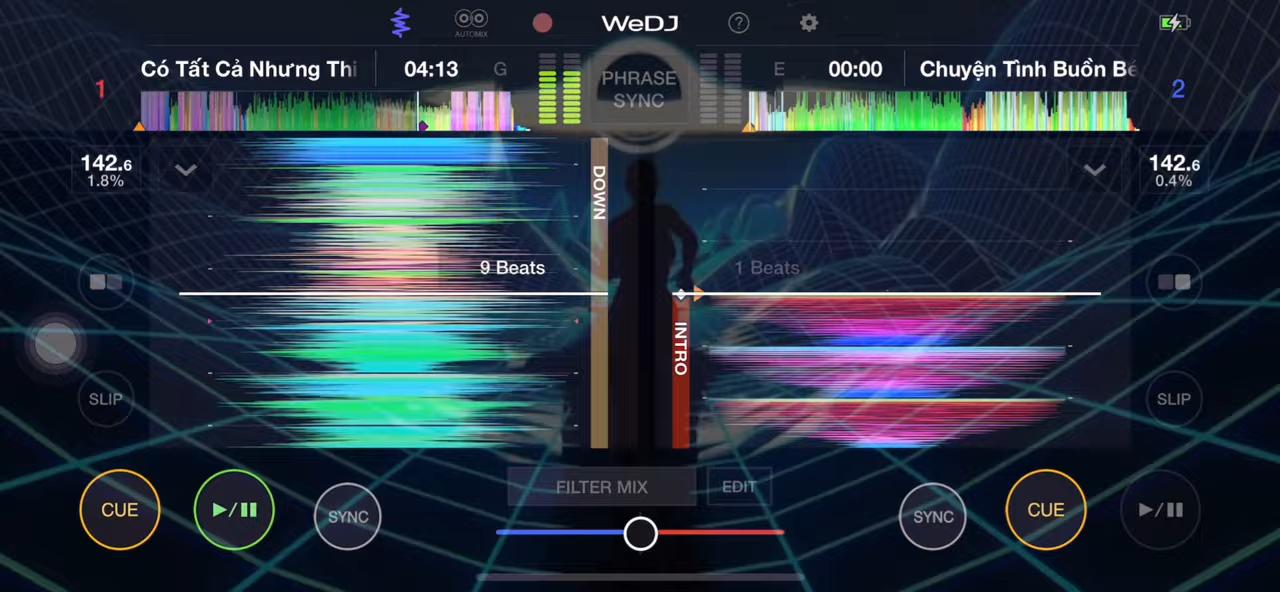 WeDJ
?
AUTOMIX
1
Có Tất Cả Nhưng Thi
04:13
G
PHRASE
SYNC
E
00:00
Chuyện Tình Buồn Bé
2
142.6
1.8%
142.6
0.4%
DOWN
9 Beats
1 Beats
INTRO
SLIP
SLIP
FILTER MIX
EDIT
CUE
▶/❚❚
SYNC
SYNC
CUE
▶/❚❚